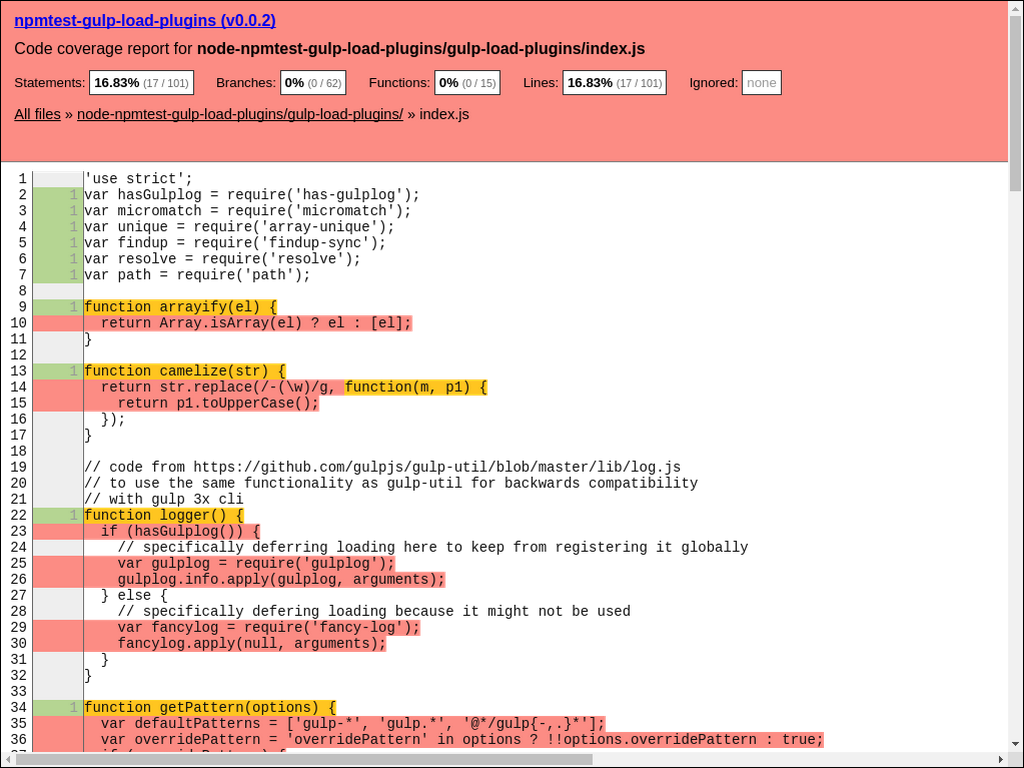 npmtest-gulp-load-plugins (v0.0.2)
Code coverage report for node-npmtest-gulp-load-plugins/gulp-load-plugins/index.js
Statements: 16.83% (17 / 101) Branches: 0% (0 / 62) Functions: 0% (0 / 15) Lines: 16.83% (17 / 101) Ignored: none
All files » node-npmtest-gulp-load-plugins/gulp-load-plugins/ » index.js
1 'use strict';
2 1 var hasGulplog = require('has-gulplog');
3 1 var micromatch = require('micromatch');
4 1 var unique = require('array-unique');
5 1 var findup = require('findup-sync');
6 1 var resolve = require('resolve');
7 1 var path = require('path');
8
9 1 function arrayify(el) {
10 return Array.isArray(el) ? el : [el];
11 }
12
13 1 function camelize(str) {
14 return str.replace(/-(\w)/g, function(m, p1) {
15 return p1.toUpperCase();
16 });
17 }
18
19 // code from https://github.com/gulpjs/gulp-util/blob/master/lib/log.js
20 // to use the same functionality as gulp-util for backwards compatibility
21 // with gulp 3x cli
22 1 function logger() {
23 if (hasGulplog()) {
24 // specifically deferring loading here to keep from registering it globally
25 var gulplog = require('gulplog');
26 gulplog.info.apply(gulplog, arguments);
27 } else {
28 // specifically defering loading because it might not be used
29 var fancylog = require('fancy-log');
30 fancylog.apply(null, arguments);
31 }
32 }
33
34 1 function getPattern(options) {
35 var defaultPatterns = ['gulp-*', 'gulp.*', '@*/gulp{-,.}*'];
36 var overridePattern = 'overridePattern' in options ? !!options.overridePattern : true;